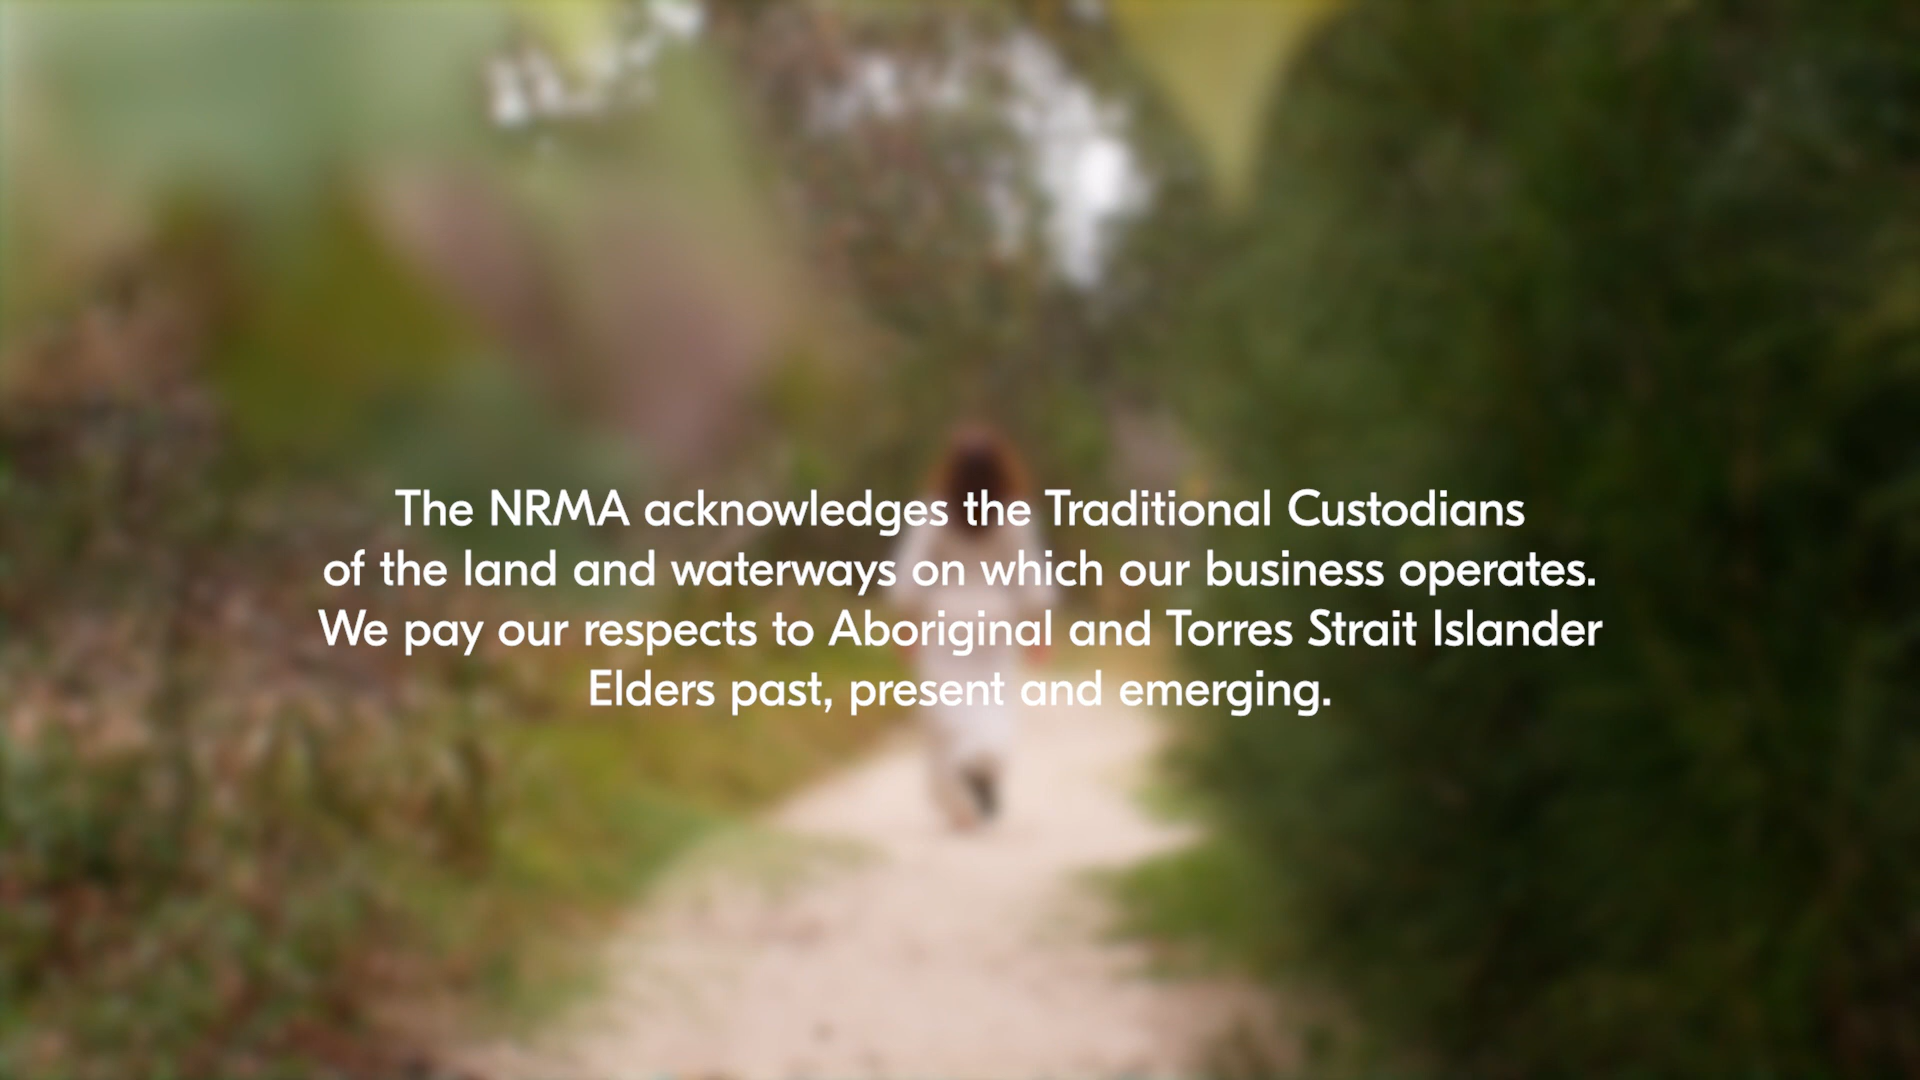 The NRMA acknowledges the Traditional Custodians
of the land and waterways on which our business operates.
We pay our respects to Aboriginal and Torres Strait Islander
Elders past, present and emerging.